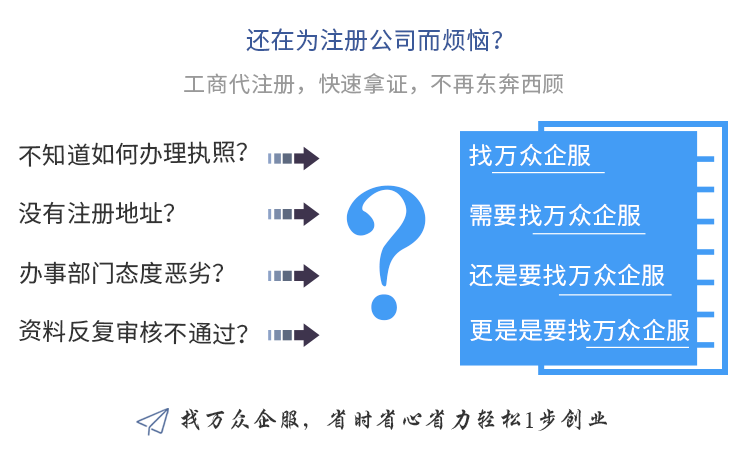 还在为注册公司而烦恼？
工商代注册，快速拿证，不再东奔西顾
不知道如何办理执照？
找万众企服
没有注册地址？
需要找万众企服
办事部门态度恶劣？
还是要找万众企服
资料反复审核不通过？
更是是要找万众企服
?
找万众企服，省时省心省力轻松1步创业